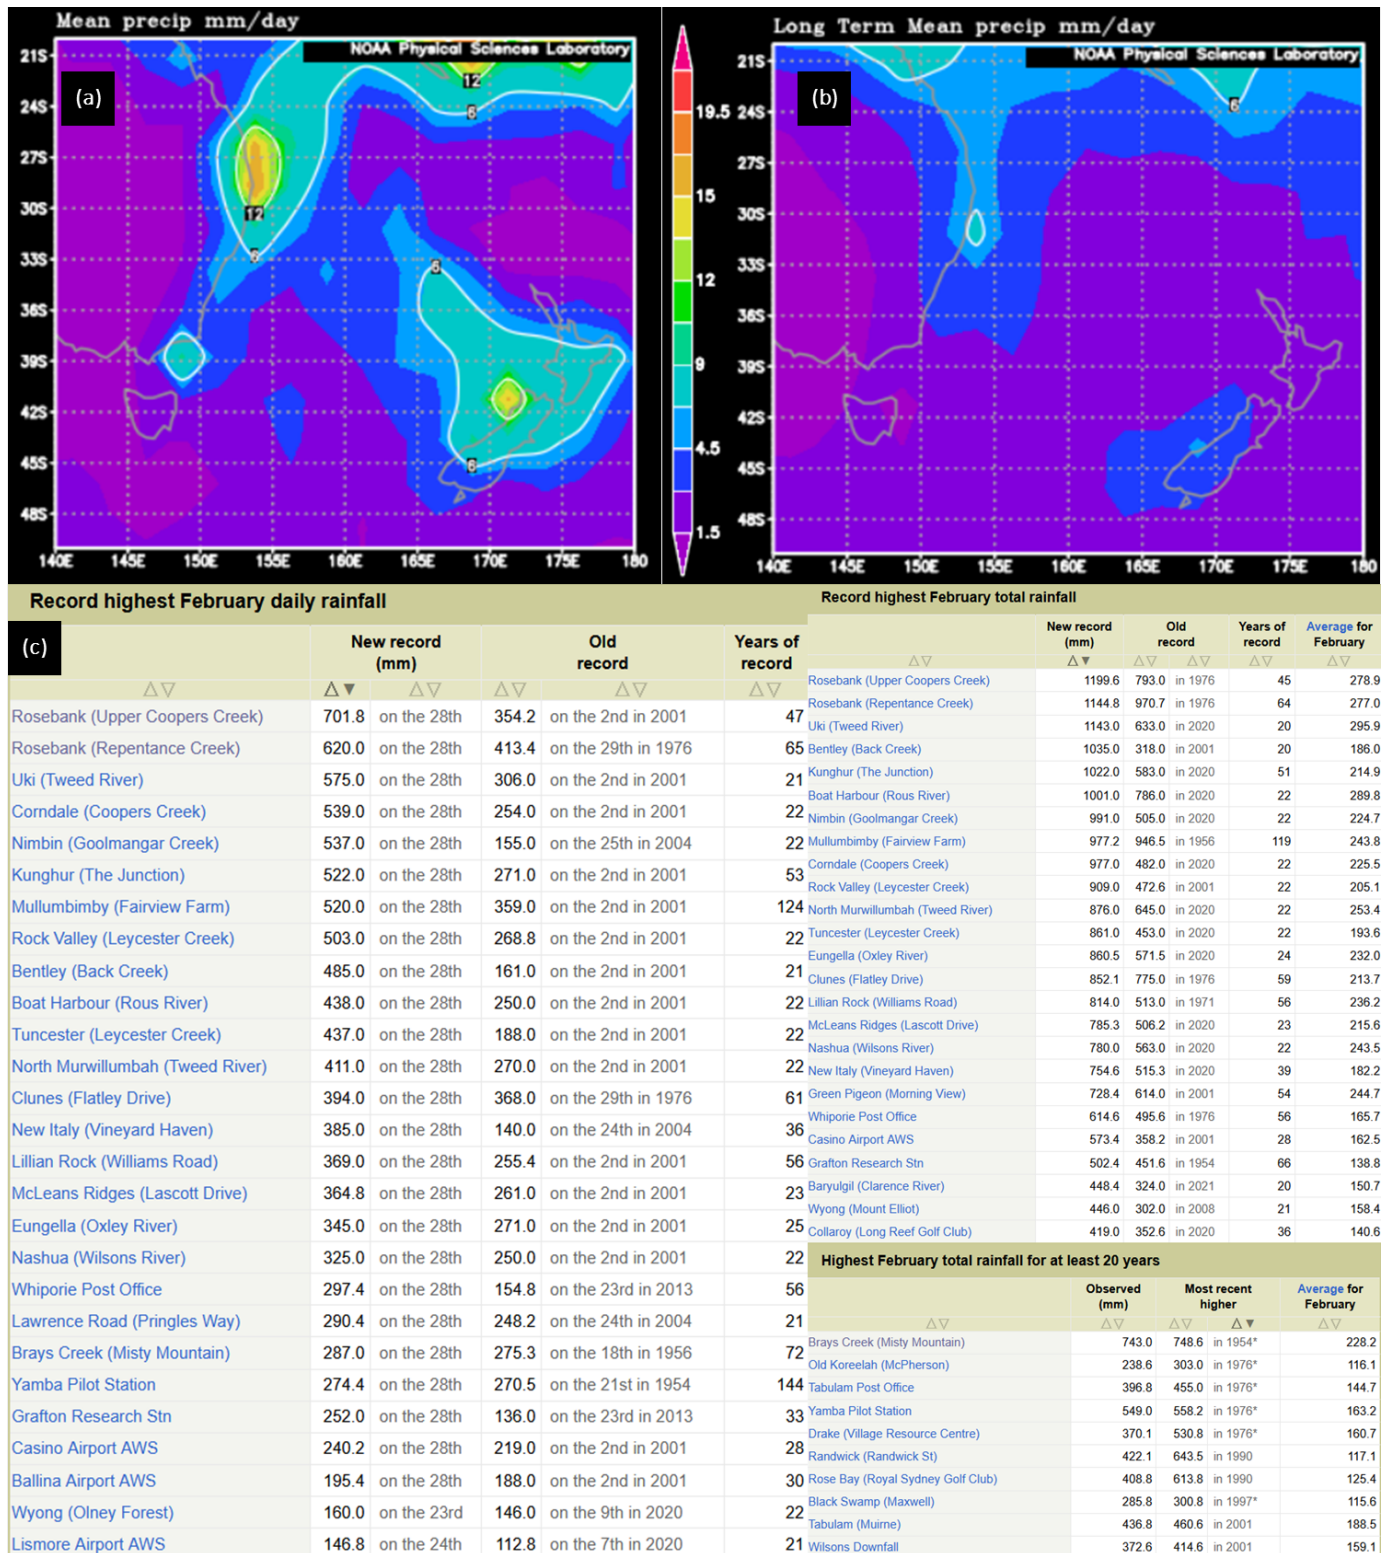 Mean precip mm/day
NOAA Physical Sciences Laboratory
(a)
21S
24S
27S
30S
33S
36S
39S
42S
45S
48S
12
6
12
6
6
6
6
140E 145E 150E 155E 160E 165E 170E 175E 180
19.5
15
12
9
4.5
1.5
Long Term Mean precip mm/day
NOAA Physical Sciences Laboratory
(b)
21S
24S
27S
30S
33S
36S
39S
42S
45S
48S
6
140E 145E 150E 155E 160E 165E 170E 175E 180
Record highest February daily rainfall
(c)
New record (mm) Old record Years of record
Rosebank (Upper Coopers Creek) 701.8 on the 28th 354.2 on the 2nd in 2001 47
Rosebank (Repentance Creek) 620.0 on the 28th 413.4 on the 29th in 1976 65
Uki (Tweed River) 575.0 on the 28th 306.0 on the 2nd in 2001 21
Corndale (Coopers Creek) 539.0 on the 28th 254.0 on the 2nd in 2001 22
Nimbin (Goolmangar Creek) 537.0 on the 28th 155.0 on the 25th in 2004 22
Kunghur (The Junction) 522.0 on the 28th 271.0 on the 2nd in 2001 53
Mullumbimby (Fairview Farm) 520.0 on the 28th 359.0 on the 2nd in 2001 124
Rock Valley (Leycester Creek) 503.0 on the 28th 268.8 on the 2nd in 2001 22
Bentley (Back Creek) 485.0 on the 28th 161.0 on the 2nd in 2001 21
Boat Harbour (Rous River) 438.0 on the 28th 250.0 on the 2nd in 2001 22
Tuncester (Leycester Creek) 437.0 on the 28th 188.0 on the 2nd in 2001 22
North Murwillumbah (Tweed River) 411.0 on the 28th 270.0 on the 2nd in 2001 22
Clunes (Flatley Drive) 394.0 on the 28th 368.0 on the 29th in 1976 61
New Italy (Vineyard Haven) 385.0 on the 28th 140.0 on the 24th in 2004 36
Lillian Rock (Williams Road) 369.0 on the 28th 255.4 on the 2nd in 2001 56
McLeans Ridges (Lascott Drive) 364.8 on the 28th 261.0 on the 2nd in 2001 23
Eungella (Oxley River) 345.0 on the 28th 271.0 on the 2nd in 2001 25
Nashua (Wilsons River) 325.0 on the 28th 250.0 on the 2nd in 2001 22
Whiporie Post Office 297.4 on the 28th 154.8 on the 23rd in 2013 56
Lawrence Road (Pringles Way) 290.4 on the 28th 248.2 on the 24th in 2004 21
Brays Creek (Misty Mountain) 287.0 on the 28th 275.3 on the 18th in 1956 72
Yamba Pilot Station 274.4 on the 28th 270.5 on the 21st in 1954 144
Grafton Research Stn 252.0 on the 28th 136.0 on the 23rd in 2013 33
Casino Airport AWS 240.2 on the 28th 219.0 on the 2nd in 2001 28
Ballina Airport AWS 195.4 on the 28th 188.0 on the 2nd in 2001 30
Wyong (Olney Forest) 160.0 on the 23rd 146.0 on the 9th in 2020 22
Lismore Airport AWS 146.8 on the 24th 112.8 on the 7th in 2020 21
Record highest February total rainfall
New record (mm) Old record Years of record Average for February
Rosebank (Upper Coopers Creek) 1199.6 793.0 in 1976 45 278.9
Rosebank (Repentance Creek) 1144.8 970.7 in 1976 64 277.0
Uki (Tweed River) 1143.0 633.0 in 2020 20 295.9
Bentley (Back Creek) 1035.0 318.0 in 2001 20 186.0
Kunghur (The Junction) 1022.0 583.0 in 2020 51 214.9
Boat Harbour (Rous River) 1001.0 786.0 in 2020 22 289.8
Nimbin (Goolmangar Creek) 991.0 505.0 in 2020 22 224.7
Mullumbimby (Fairview Farm) 977.2 946.5 in 1956 119 243.8
Corndale (Coopers Creek) 977.0 482.0 in 2020 22 225.5
Rock Valley (Leycester Creek) 909.0 472.6 in 2001 22 205.1
North Murwillumbah (Tweed River) 876.0 645.0 in 2020 22 253.4
Tuncester (Leycester Creek) 861.0 453.0 in 2020 22 193.6
Eungella (Oxley River) 860.5 571.5 in 2020 24 232.0
Clunes (Flatley Drive) 852.1 775.0 in 1976 59 213.7
Lillian Rock (Williams Road) 814.0 513.0 in 1971 56 236.2
McLeans Ridges (Lascott Drive) 785.3 506.2 in 2020 23 215.6
Nashua (Wilsons River) 780.0 563.0 in 2020 22 243.5
New Italy (Vineyard Haven) 754.6 515.3 in 2020 39 182.2
Green Pigeon (Morning View) 728.4 614.0 in 2001 54 244.7
Whiporie Post Office 614.6 495.6 in 1976 56 165.7
Casino Airport AWS 573.4 358.2 in 2001 28 162.5
Grafton Research Stn 502.4 451.6 in 1954 66 138.8
Baryulgil (Clarence River) 448.4 324.0 in 2021 20 150.7
Wyong (Mount Elliot) 446.0 302.0 in 2008 21 158.4
Collaroy (Long Reef Golf Club) 419.0 352.6 in 2020 36 140.6
Highest February total rainfall for at least 20 years
Observed (mm) Most recent higher Average for February
Brays Creek (Misty Mountain) 743.0 748.6 in 1954* 228.2
Old Koreelah (McPherson) 238.6 303.0 in 1976* 116.1
Tabulam Post Office 396.8 455.0 in 1976* 144.7
Yamba Pilot Station 549.0 558.2 in 1976* 163.2
Drake (Village Resource Centre) 370.1 530.8 in 1976* 160.7
Randwick (Randwick St) 422.1 643.5 in 1990 117.1
Rose Bay (Royal Sydney Golf Club) 408.8 613.8 in 1990 125.4
Black Swamp (Maxwell) 285.8 300.8 in 1997* 115.6
Tabulam (Muirne) 436.8 460.6 in 2001 188.5
Wilsons Downfall 372.6 414.6 in 2001 159.1